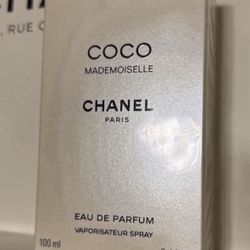 , RUE C
COCO
MADEMOISELLE
CHANEL
PARIS
EAU DE PARFUM
VAPORISATEUR SPRAY
100 ml